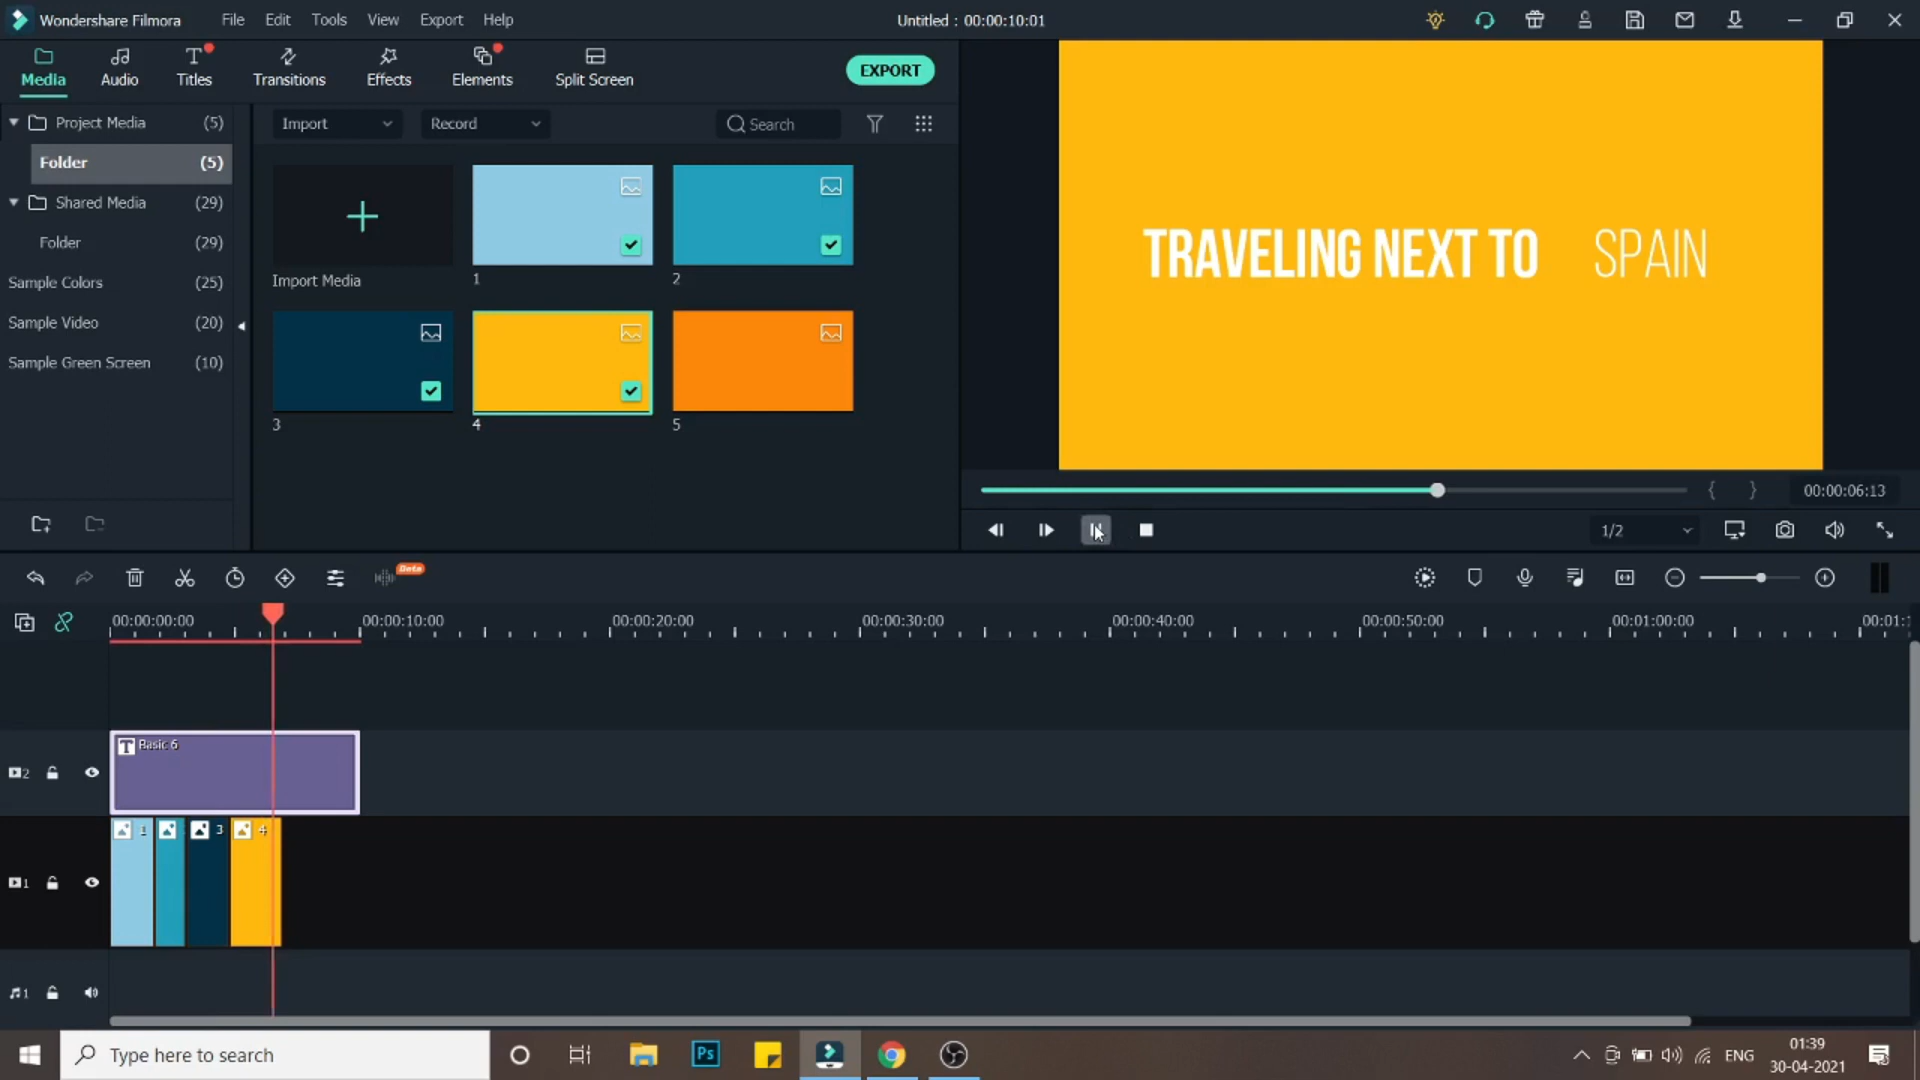 Wondershare Filmora File Edit Tools View Export Help Untitled : 00:00:10:01
Media Audio Titles Transitions Effects Elements Split Screen EXPORT
Project Media (5)
Folder (5)
Shared Media (29)
Folder (29)
Sample Colors (25)
Sample Video (20)
Sample Green Screen (10)
Import Record Search
Import Media 1 2
3 4 5
TRAVELING NEXT TO SPAIN
{ } 00:00:06:13
1/2
Beta
00:00:00:00 00:00:10:00 00:00:20:00 00:00:30:00 00:00:40:00 00:00:50:00 00:01:00:00 00:01:1
2 T Basic 6
1 1 3 4
1
Type here to search Ps ENG 01:39
30-04-2021